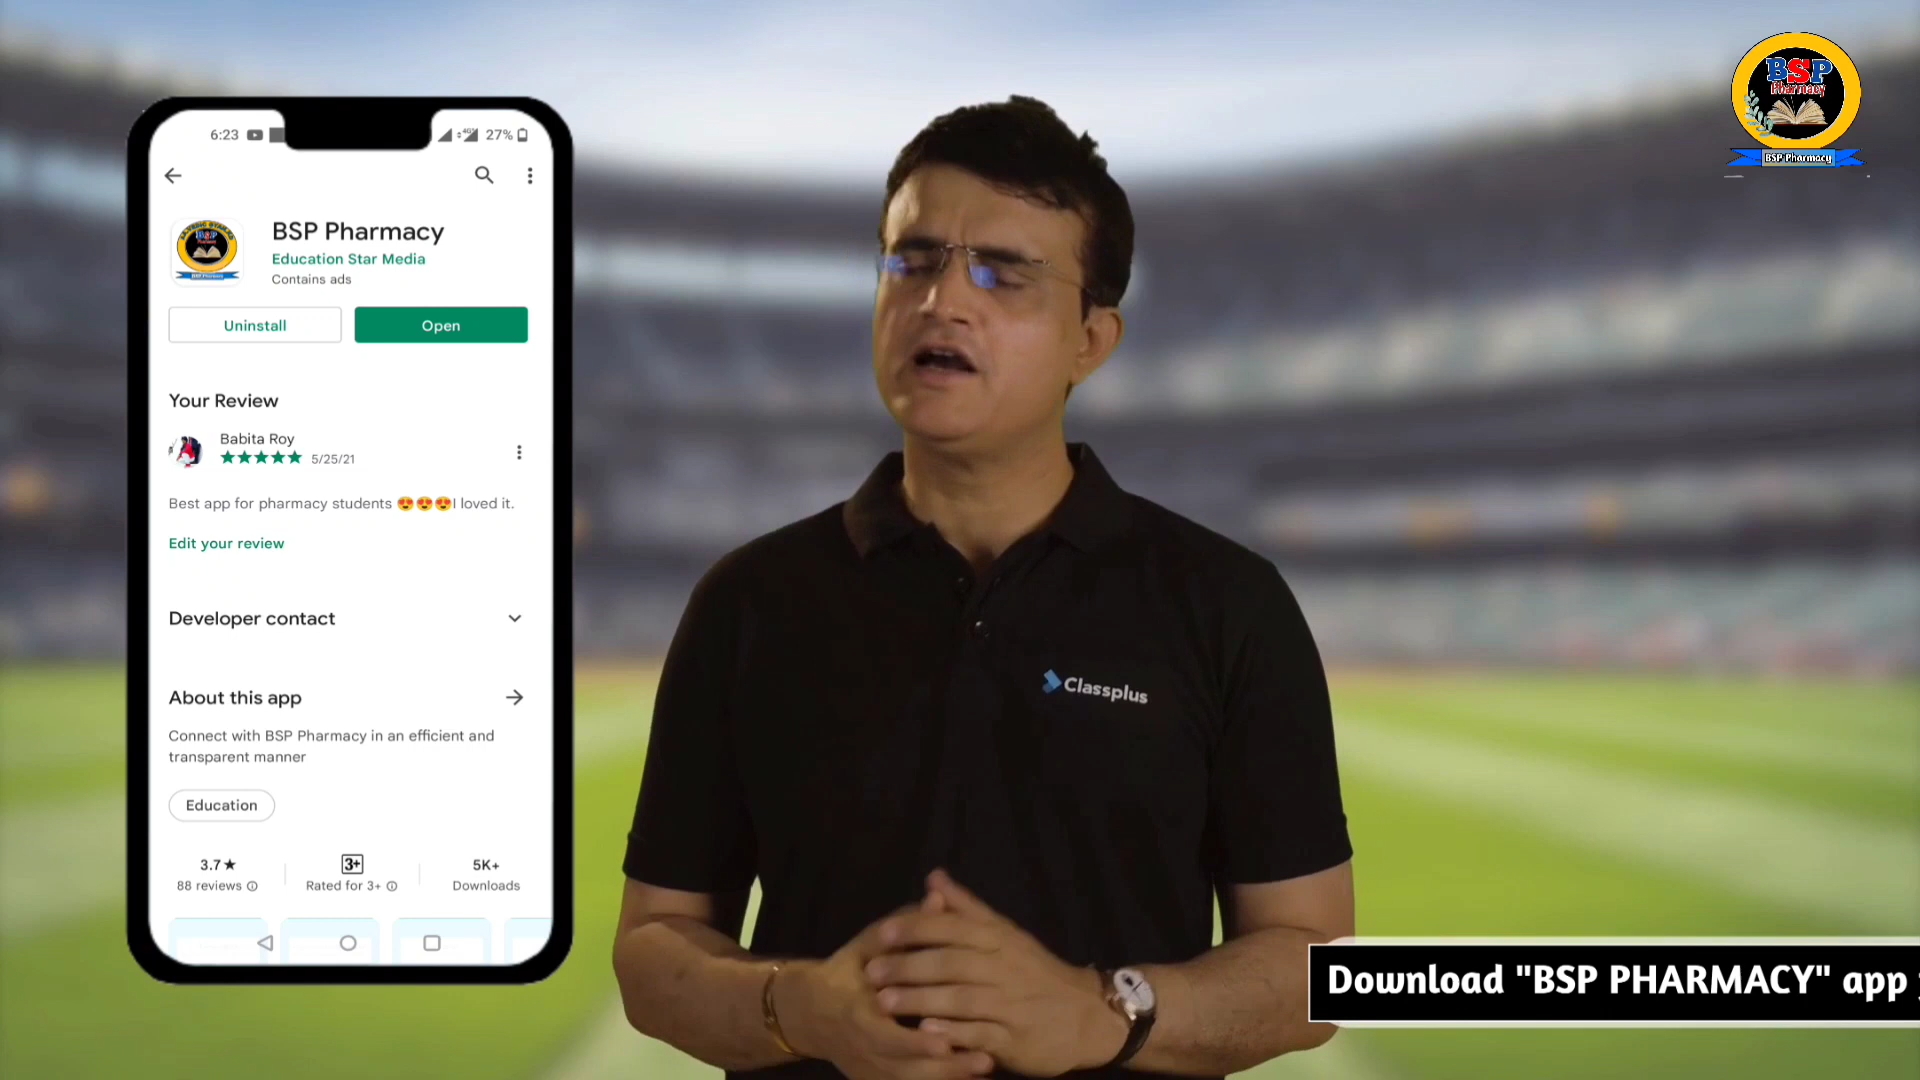 6:23
27%
BSP Pharmacy
Education Star Media
Contains ads
Uninstall
Open
Your Review
Babita Roy
5/25/21
Best app for pharmacy students 😍😍😍I loved it.
Edit your review
Developer contact
About this app
Connect with BSP Pharmacy in an efficient and
transparent manner
Education
3.7★
88 reviews
3+
Rated for 3+
5K+
Downloads
BSP
Pharmacy
BSP Pharmacy
Classplus
Download "BSP PHARMACY" app